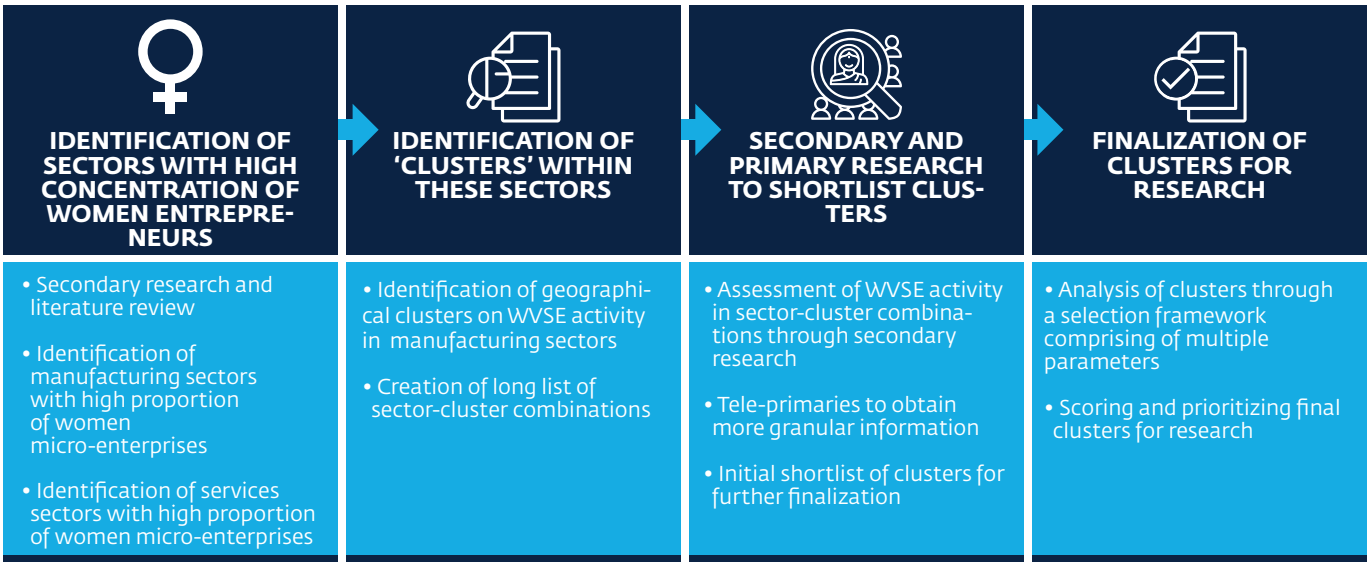 IDENTIFICATION OF
SECTORS WITH HIGH
CONCENTRATION OF
WOMEN ENTREPRE-
NEURS
• Secondary research and
literature review
• Identification of
manufacturing sectors
with high proportion
of women
micro-enterprises
• Identification of services
sectors with high proportion
of women micro-enterprises
IDENTIFICATION OF
‘CLUSTERS’ WITHIN
THESE SECTORS
• Identification of geographi-
cal clusters on WVSE activity
in manufacturing sectors
• Creation of long list of
sector-cluster combinations
SECONDARY AND
PRIMARY RESEARCH
TO SHORTLIST CLUS-
TERS
• Assessment of WVSE activity
in sector-cluster combina-
tions through secondary
research
• Tele-primaries to obtain
more granular information
• Initial shortlist of clusters for
further finalization
FINALIZATION OF
CLUSTERS FOR
RESEARCH
• Analysis of clusters through
a selection framework
comprising of multiple
parameters
• Scoring and prioritizing final
clusters for research